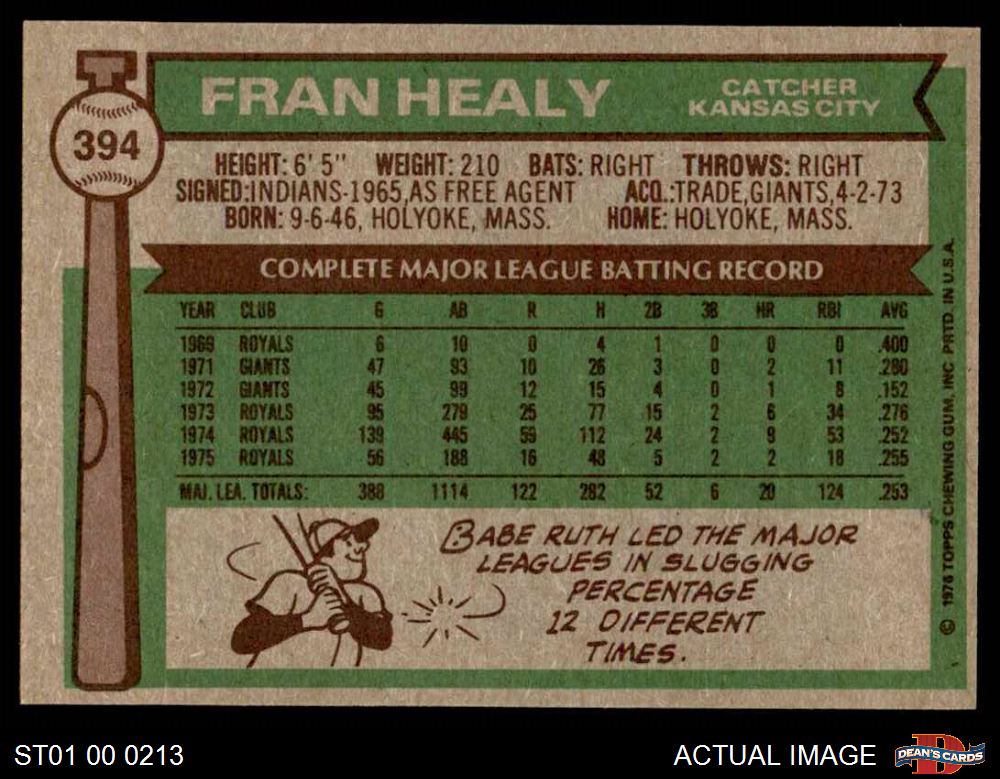 394
FRAN HEALY
CATCHER
KANSAS CITY
HEIGHT: 6' 5" WEIGHT: 210 BATS: RIGHT THROWS: RIGHT
SIGNED: INDIANS-1965, AS FREE AGENT ACQ.: TRADE, GIANTS, 4-2-73
BORN: 9-6-46, HOLYOKE, MASS. HOME: HOLYOKE, MASS.
COMPLETE MAJOR LEAGUE BATTING RECORD
YEAR CLUB G AB R H 2B 3B HR RBI AVG
1969 ROYALS 6 10 0 4 1 0 0 0 .400
1971 GIANTS 47 93 10 26 3 0 2 11 .280
1972 GIANTS 45 99 12 15 4 0 1 8 .152
1973 ROYALS 95 279 25 77 15 2 6 34 .276
1974 ROYALS 139 445 59 112 24 2 9 53 .252
1975 ROYALS 56 188 16 48 5 2 2 18 .255
MAJ. LEA. TOTALS: 388 1114 122 282 52 6 20 124 .253
BABE RUTH LED THE MAJOR
LEAGUES IN SLUGGING
PERCENTAGE
12 DIFFERENT
TIMES.
© 1976 TOPPS CHEWING GUM, INC PRTD. IN U.S.A.
ST01 00 0213
ACTUAL IMAGE
D
DEAN'S CARDS